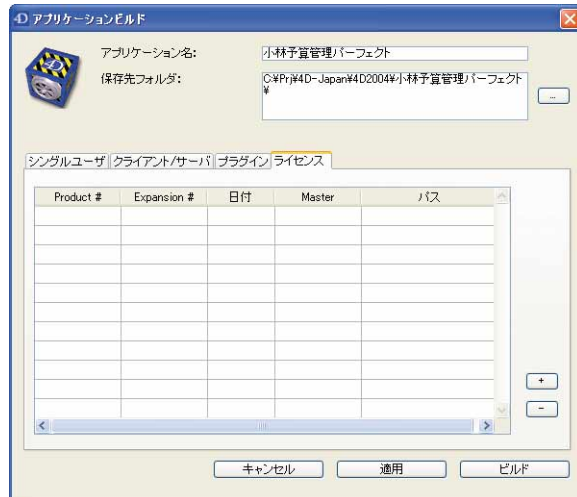 4D アプリケーションビルド
アプリケーション名:
小林予算管理パーフェクト
保存先フォルダ:
C:¥Prj¥4D-Japan¥4D2004¥小林予算管理パーフェクト
¥
...
シングルユーザ クライアント/サーバ プラグイン ライセンス
Product # Expansion # 日付 Master パス
+
-
キャンセル 適用 ビルド